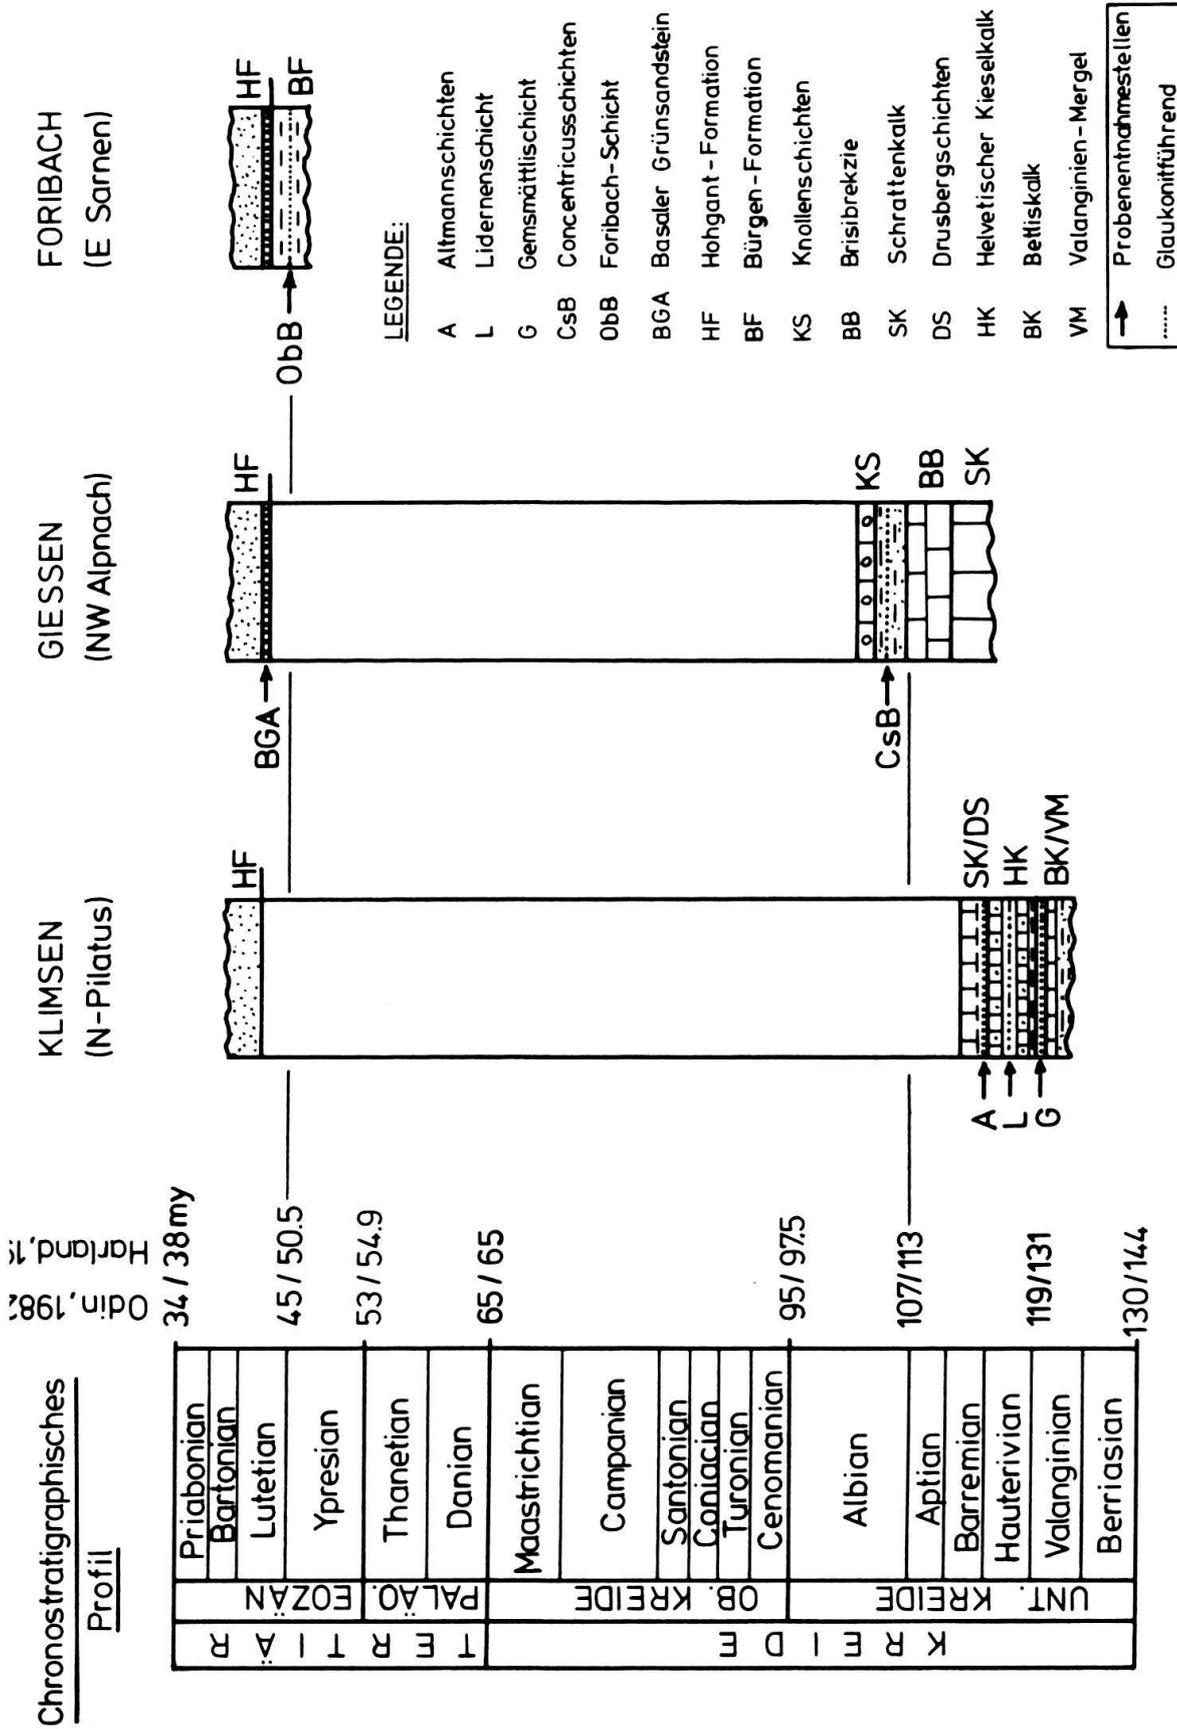 Chronostratigraphisches
Profil
Odin, 198
Harland, 1
TERTIÄR
KREIDE
EOZÄN
PALÄO.
OB. KREIDE
UNT. KREIDE
Priabonian
Bartonian
Lutetian
Ypresian
Thanetian
Danian
Maastrichtian
Campanian
Santonian
Coniacian
Turonian
Cenomanian
Albian
Aptian
Barremian
Hauterivian
Valanginian
Berriasian
34 / 38my
45 / 50.5
53 / 54.9
65 / 65
95 / 97.5
107/113
119/131
130/144
KLIMSEN
(N-Pilatus)
HF
A
L
G
SK/DS
HK
BK/VM
GIESSEN
(NW Alpnach)
HF
BGA
CsB
KS
BB
SK
FORIBACH
(E Sarnen)
HF
BF
ObB
LEGENDE:
A Altmannschichten
L Lidernenschicht
G Gemsmättlischicht
CsB Concentricusschichten
ObB Foribach-Schicht
BGA Basaler Grünsandstein
HF Hohgant-Formation
BF Bürgen-Formation
KS Knollenschichten
BB Brisibrekzie
SK Schrattenkalk
DS Drusbergschichten
HK Helvetischer Kieselkalk
BK Betliskalk
VM Valanginien-Mergel
Probenentnahmestellen
Glaukonitführend